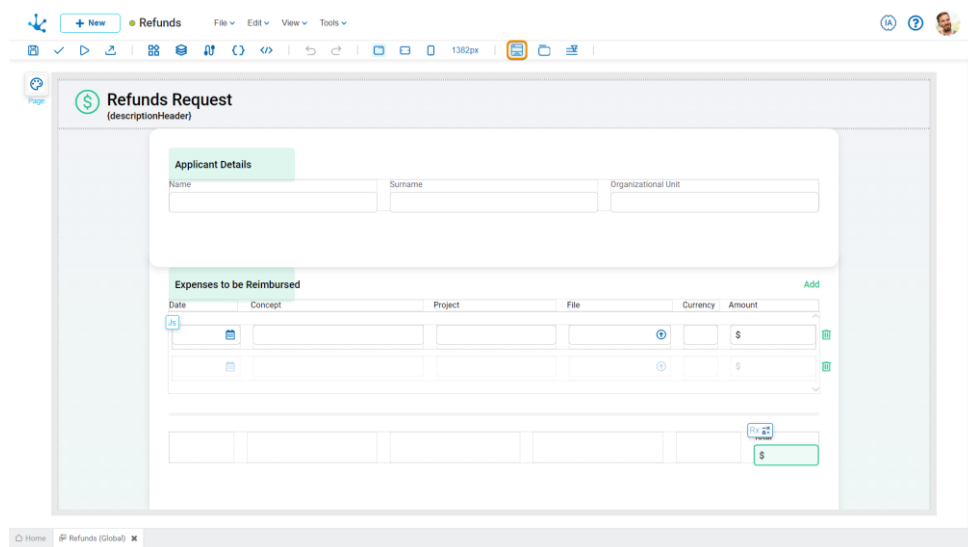 + New
Refunds
File
Edit
View
Tools
IA
?
</>
1382px
Page
$
Refunds Request
{descriptionHeader}
Applicant Details
Name
Surname
Organizational Unit
Expenses to be Reimbursed
Add
Date
Concept
Project
File
Currency
Amount
Js
$
$
Rx
$
Home
Refunds (Global)